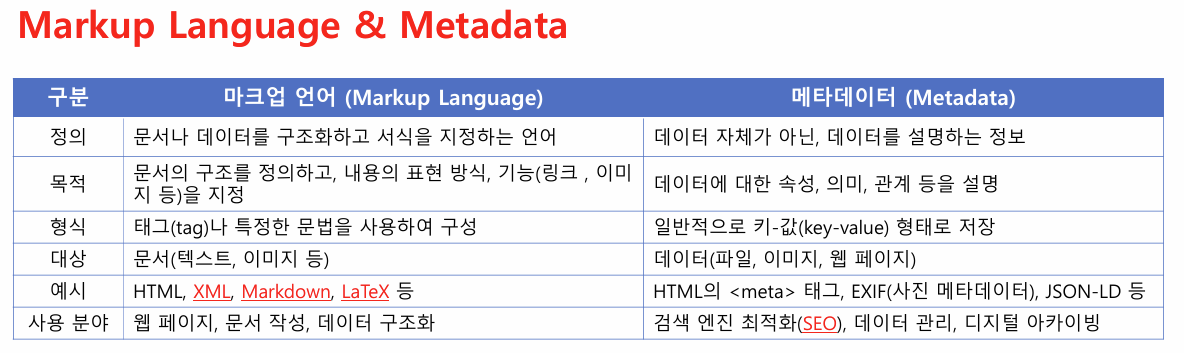 Markup Language & Metadata
구분 마크업 언어 (Markup Language) 메타데이터 (Metadata)
정의 문서나 데이터를 구조화하고 서식을 지정하는 언어 데이터 자체가 아닌, 데이터를 설명하는 정보
목적 문서의 구조를 정의하고, 내용의 표현 방식, 기능(링크 , 이미
지 등)을 지정 데이터에 대한 속성, 의미, 관계 등을 설명
형식 태그(tag)나 특정한 문법을 사용하여 구성 일반적으로 키-값(key-value) 형태로 저장
대상 문서(텍스트, 이미지 등) 데이터(파일, 이미지, 웹 페이지)
예시 HTML, XML, Markdown, LaTeX 등 HTML의 <meta> 태그, EXIF(사진 메타데이터), JSON-LD 등
사용 분야 웹 페이지, 문서 작성, 데이터 구조화 검색 엔진 최적화(SEO), 데이터 관리, 디지털 아카이빙